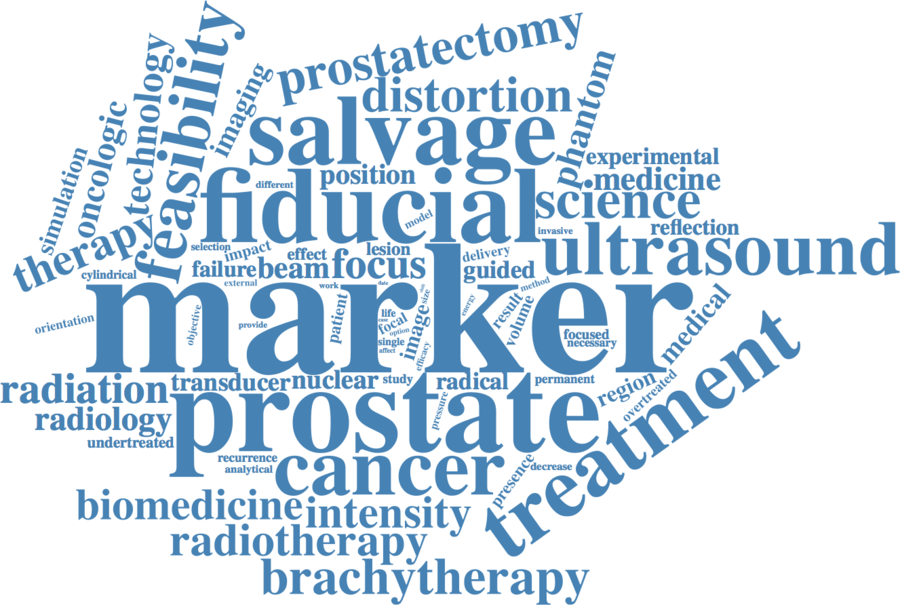 prostatectomy
feasibility
technology
imaging
distortion
phantom
salvage
oncologic
simulation
experimental
position
medicine
different
fiducial
science
model
therapy
reflection
invasive
selection
impact
effect
lesion
delivery
ultrasound
failure
beam
focus
guided
cylindrical
external
work
date
marker
method
size
energy
result
volume
medical
orientation
objective
provide
patient
life
case
focal
option
image
single
affect
efficacy
focused
necessary
treatment
radiation
transducer
nuclear
study
radical
permanent
region
overtreated
radiology
prostate
pressure
undertreated
recurrence
analytical
cancer
presence
decrease
biomedicine
intensity
radiotherapy
brachytherapy